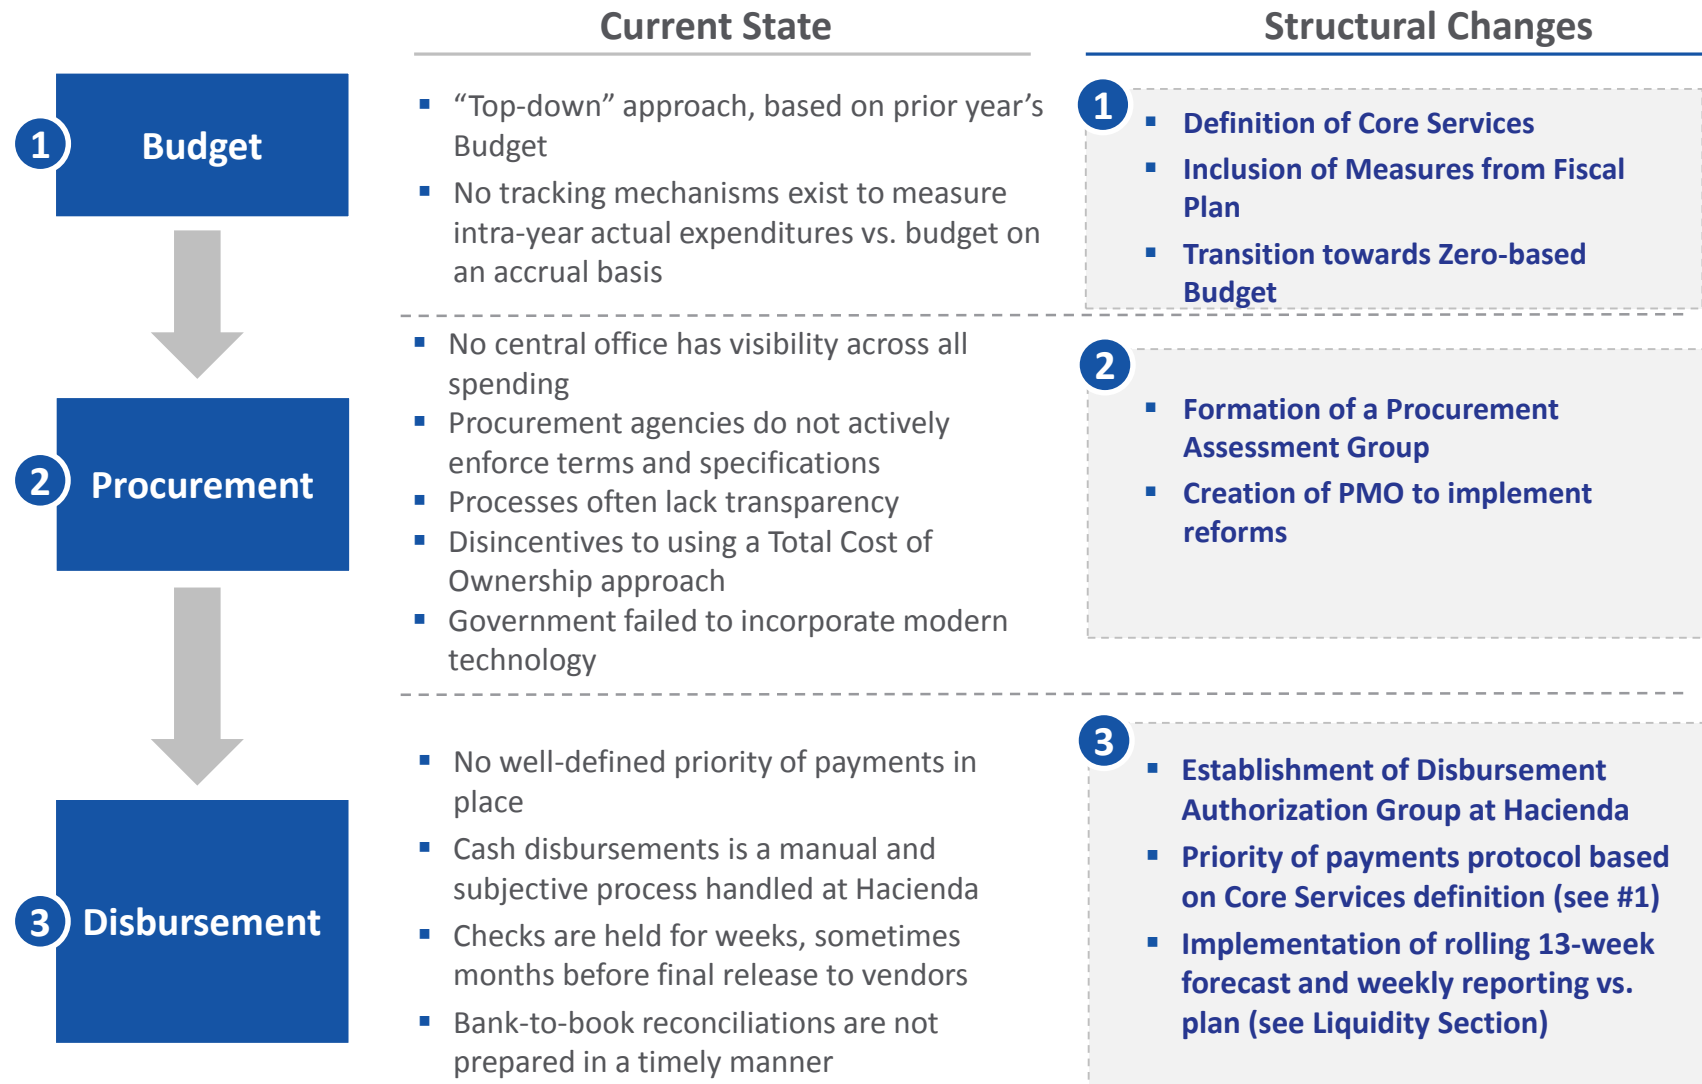 Current State
Structural Changes
1
Budget
▪ “Top-down” approach, based on prior year’s
Budget
▪ No tracking mechanisms exist to measure
intra-year actual expenditures vs. budget on
an accrual basis
1
▪ Definition of Core Services
▪ Inclusion of Measures from Fiscal
Plan
▪ Transition towards Zero-based
Budget
2
Procurement
▪ No central office has visibility across all
spending
▪ Procurement agencies do not actively
enforce terms and specifications
▪ Processes often lack transparency
▪ Disincentives to using a Total Cost of
Ownership approach
▪ Government failed to incorporate modern
technology
2
▪ Formation of a Procurement
Assessment Group
▪ Creation of PMO to implement
reforms
3
Disbursement
▪ No well-defined priority of payments in
place
▪ Cash disbursements is a manual and
subjective process handled at Hacienda
▪ Checks are held for weeks, sometimes
months before final release to vendors
▪ Bank-to-book reconciliations are not
prepared in a timely manner
3
▪ Establishment of Disbursement
Authorization Group at Hacienda
▪ Priority of payments protocol based
on Core Services definition (see #1)
▪ Implementation of rolling 13-week
forecast and weekly reporting vs.
plan (see Liquidity Section)